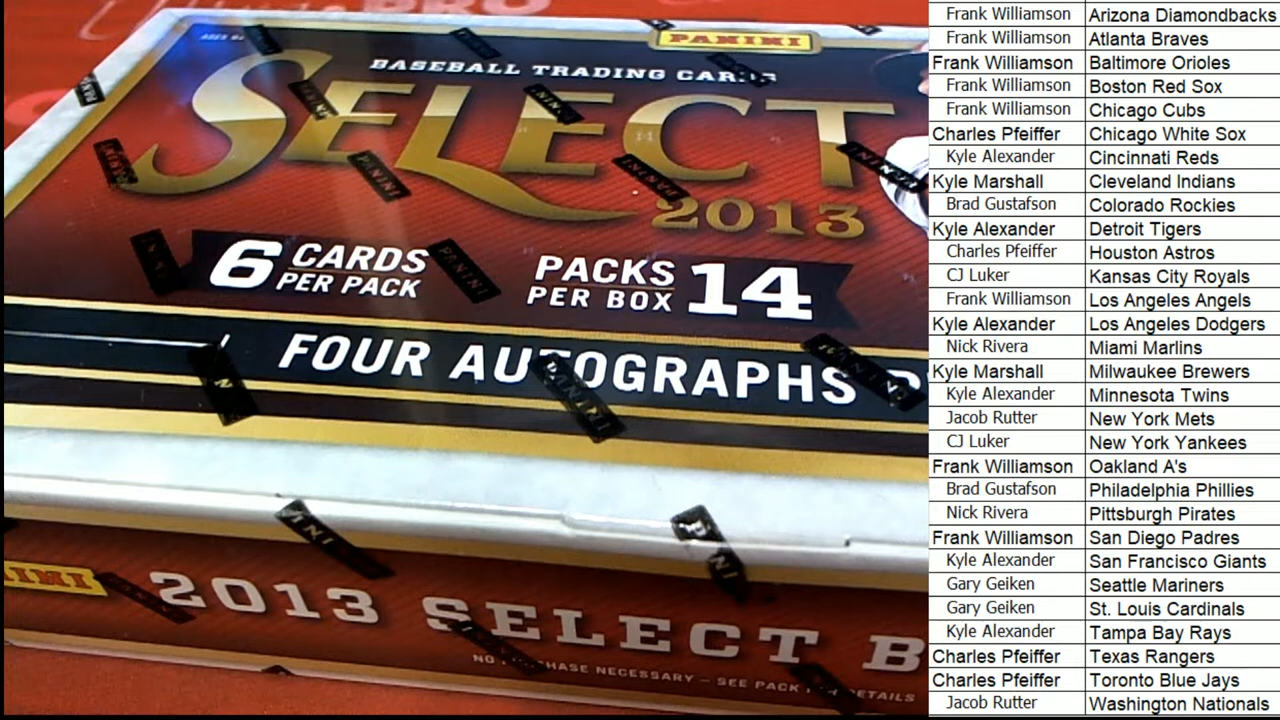 PANINI
BASEBALL TRADING CARDS
SELECT
2013
6 CARDS PER PACK
PACKS PER BOX 14
FOUR AUTOGRAPHS
2013 SELECT B
NO PURCHASE NECESSARY – SEE PACK FOR DETAILS
Frank Williamson Arizona Diamondbacks
Frank Williamson Atlanta Braves
Frank Williamson Baltimore Orioles
Frank Williamson Boston Red Sox
Frank Williamson Chicago Cubs
Charles Pfeiffer Chicago White Sox
Kyle Alexander Cincinnati Reds
Kyle Marshall Cleveland Indians
Brad Gustafson Colorado Rockies
Kyle Alexander Detroit Tigers
Charles Pfeiffer Houston Astros
CJ Luker Kansas City Royals
Frank Williamson Los Angeles Angels
Kyle Alexander Los Angeles Dodgers
Nick Rivera Miami Marlins
Kyle Marshall Milwaukee Brewers
Kyle Alexander Minnesota Twins
Jacob Rutter New York Mets
CJ Luker New York Yankees
Frank Williamson Oakland A's
Brad Gustafson Philadelphia Phillies
Nick Rivera Pittsburgh Pirates
Frank Williamson San Diego Padres
Kyle Alexander San Francisco Giants
Gary Geiken Seattle Mariners
Gary Geiken St. Louis Cardinals
Kyle Alexander Tampa Bay Rays
Charles Pfeiffer Texas Rangers
Charles Pfeiffer Toronto Blue Jays
Jacob Rutter Washington Nationals